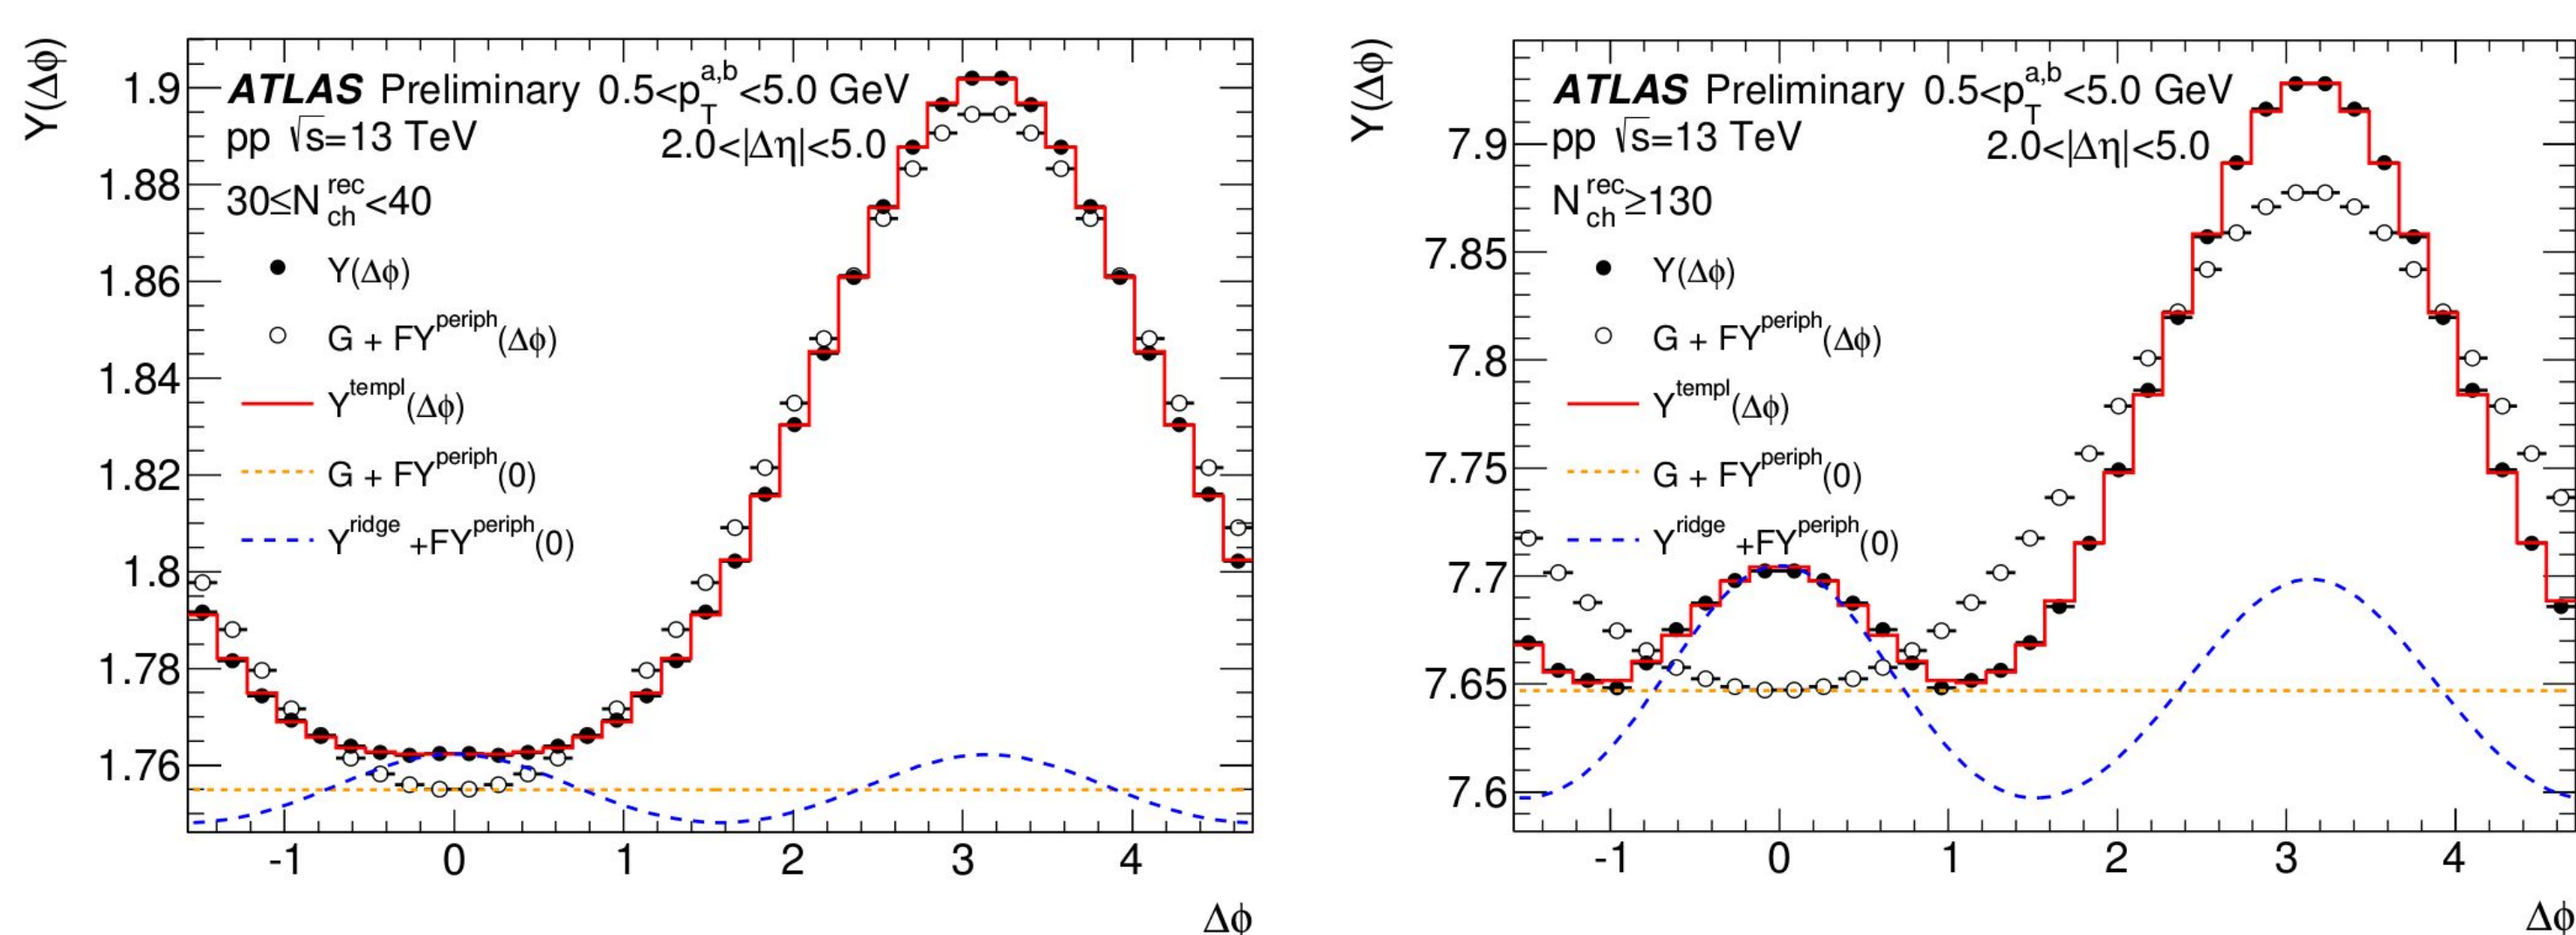 Y(Δϕ)
ATLAS Preliminary 0.5<p_T^{a,b}<5.0 GeV
pp √s=13 TeV
2.0<|Δη|<5.0
30≤N_{ch}^{rec}<40
Y(Δϕ)
G + FY^{periph}(Δϕ)
Y^{templ}(Δϕ)
G + FY^{periph}(0)
Y^{ridge} +FY^{periph}(0)
1.9
1.88
1.86
1.84
1.82
1.8
1.78
1.76
-1 0 1 2 3 4
Δϕ
Y(Δϕ)
ATLAS Preliminary 0.5<p_T^{a,b}<5.0 GeV
pp √s=13 TeV
2.0<|Δη|<5.0
N_{ch}^{rec}≥130
Y(Δϕ)
G + FY^{periph}(Δϕ)
Y^{templ}(Δϕ)
G + FY^{periph}(0)
Y^{ridge} +FY^{periph}(0)
7.9
7.85
7.8
7.75
7.7
7.65
7.6
-1 0 1 2 3 4
Δϕ